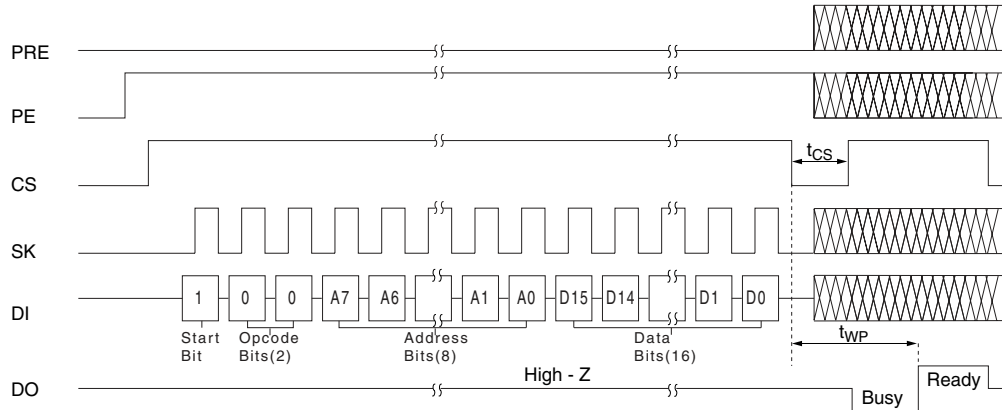 PRE
PE
CS
tCS
SK
DI
1 0 0 A7 A6 A1 A0 D15 D14 D1 D0
Start Bit
Opcode Bits(2)
Address Bits(8)
Data Bits(16)
tWP
DO
High - Z
Busy
Ready